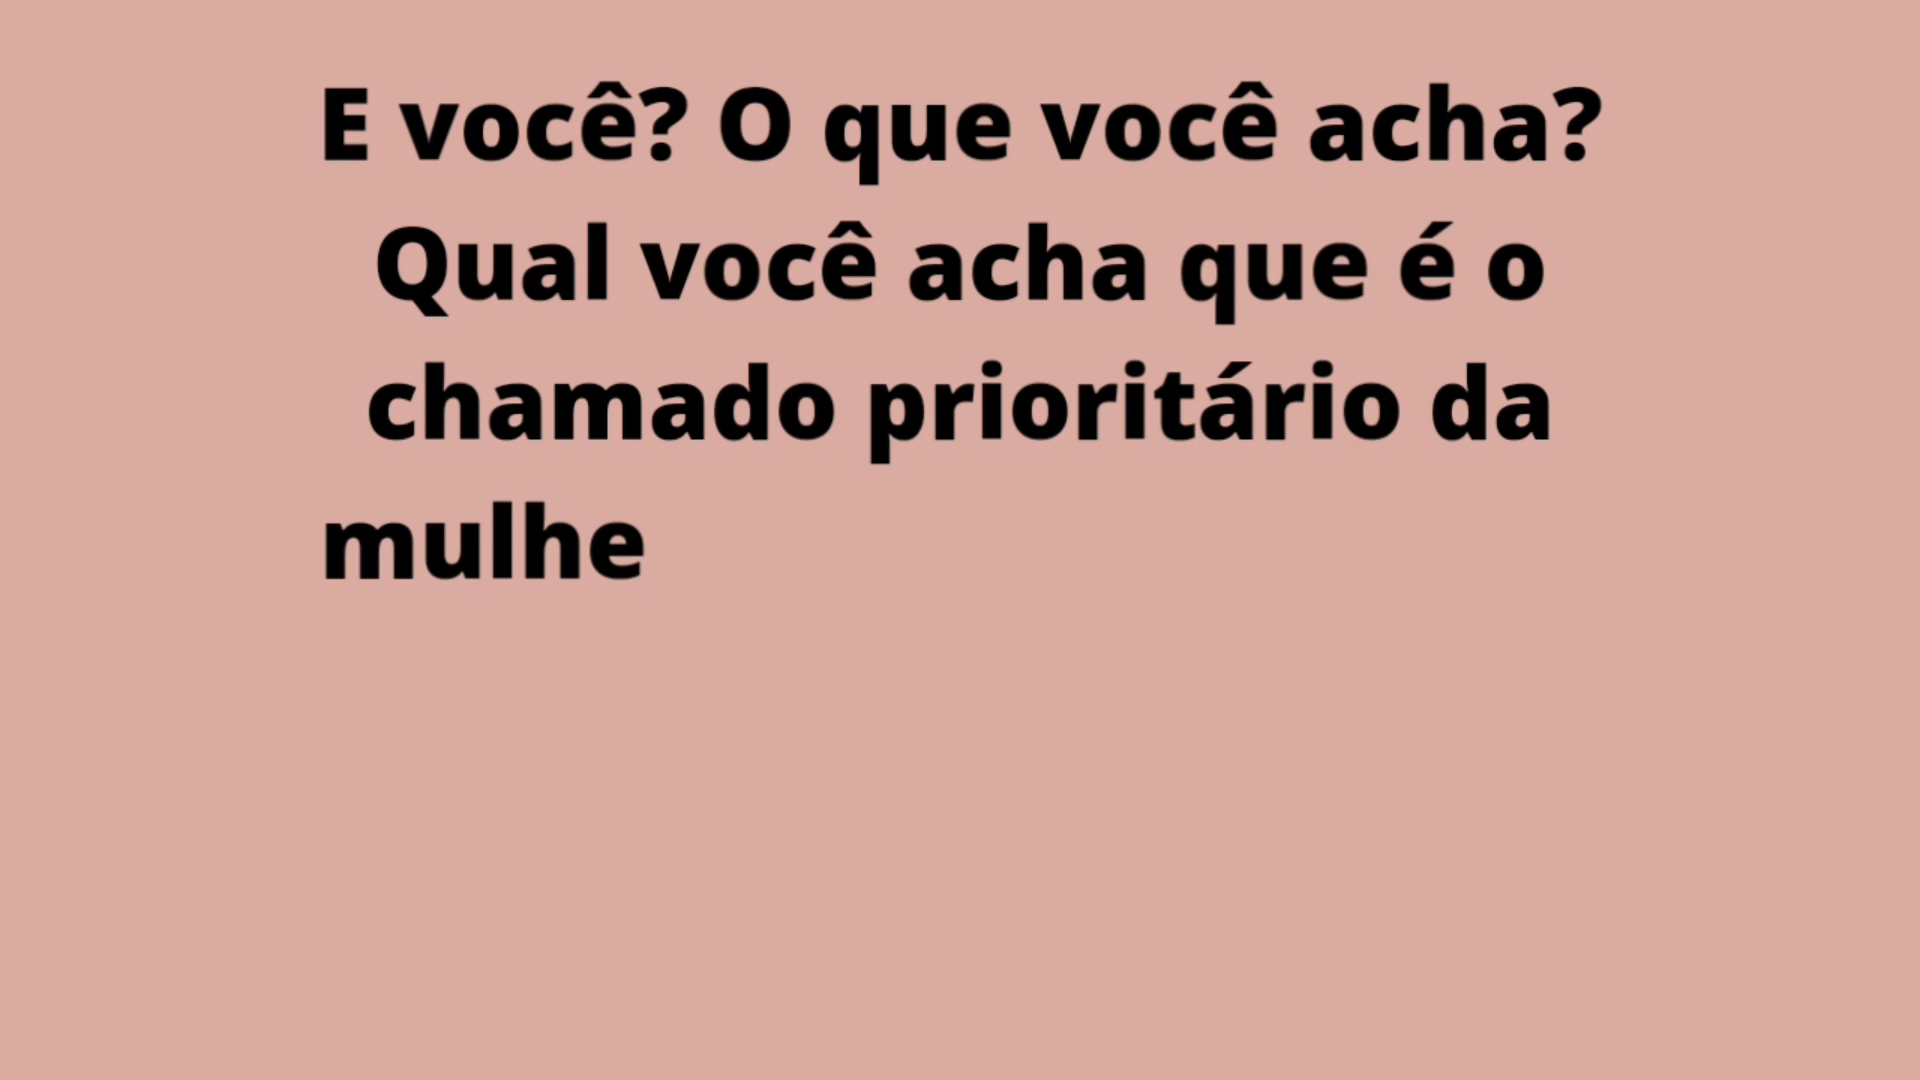 E você? O que você acha?
Qual você acha que é o
chamado prioritário da
mulhe